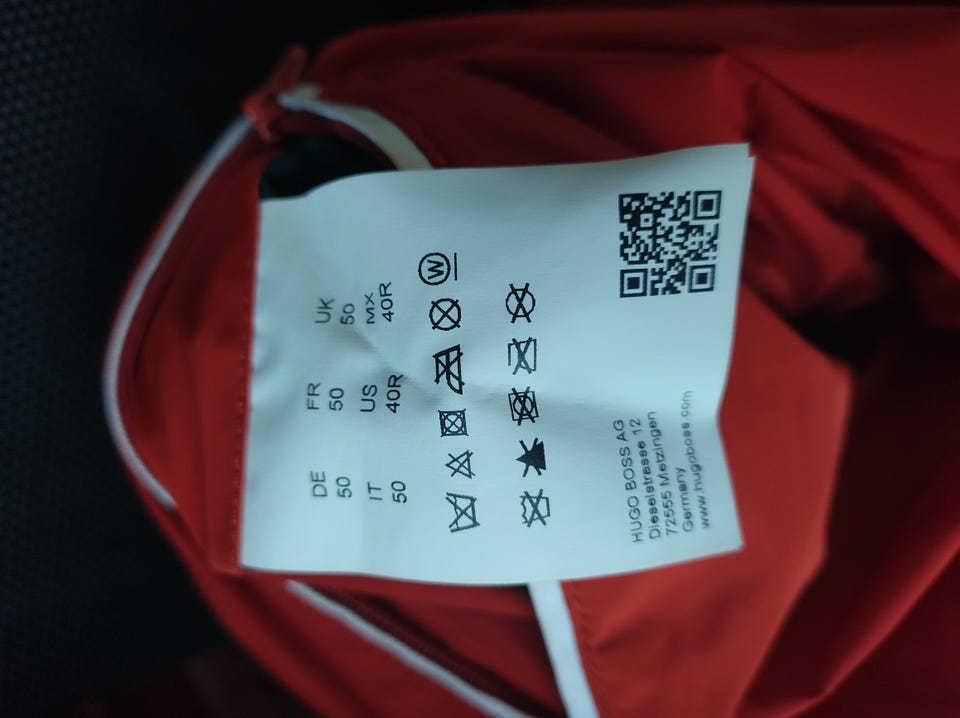 DE FR UK
50 50 50
IT US MX
50 40R 40R
W
HUGO BOSS AG
Dieselstrasse 12
72555 Metzingen
Germany
www.hugoboss.com